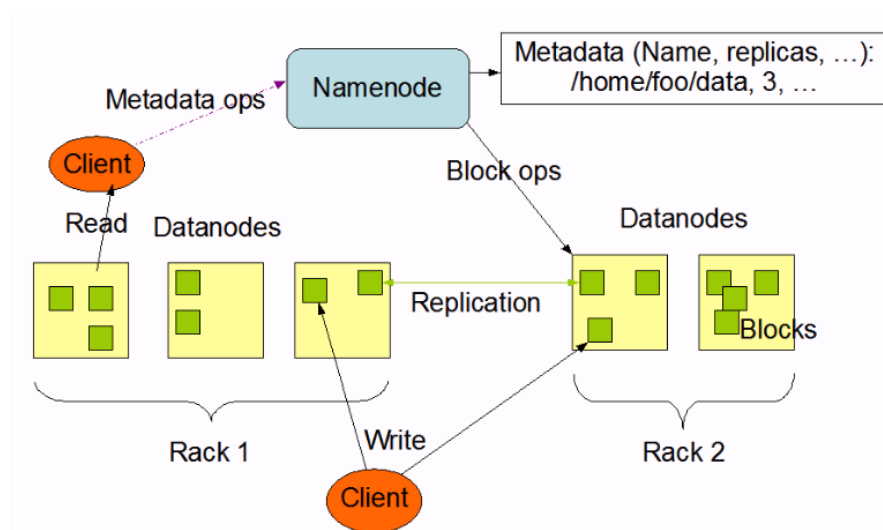 Metadata (Name, replicas, …):
/home/foo/data, 3, …
Namenode
Metadata ops
Client
Block ops
Read
Datanodes
Datanodes
Replication
Blocks
Rack 1
Write
Rack 2
Client